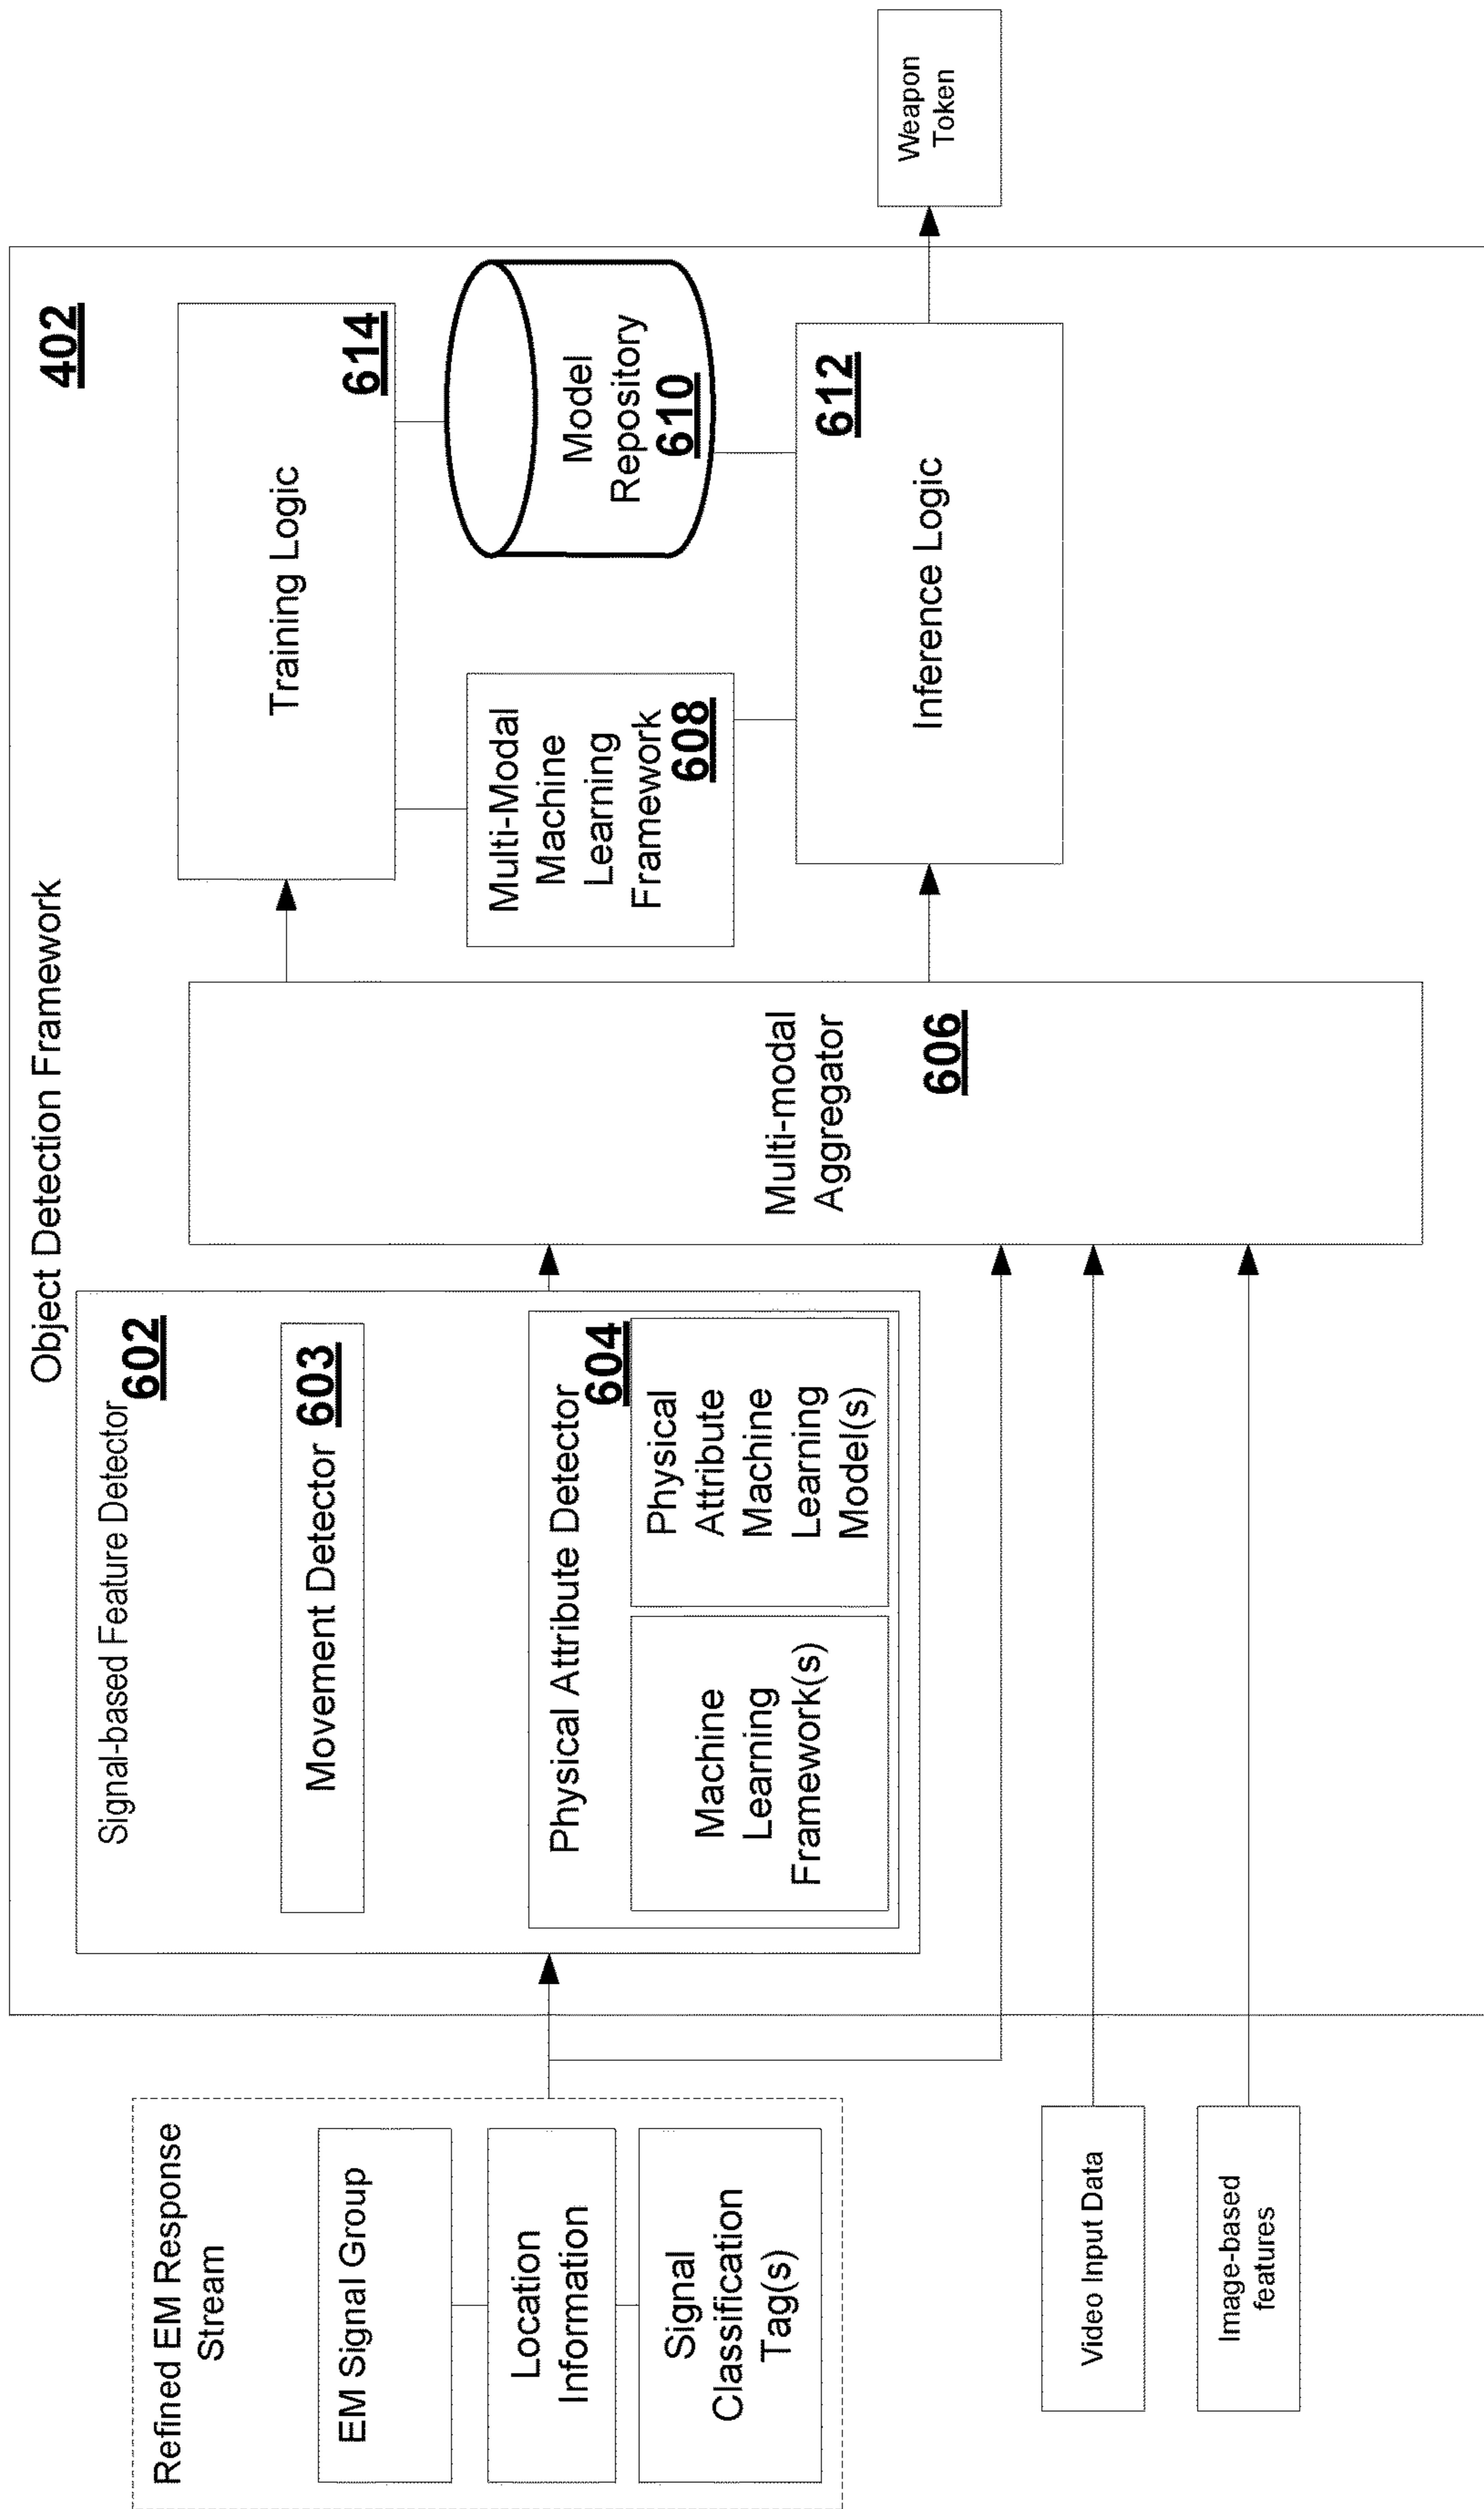 Object Detection Framework
402
Refined EM Response
Stream
EM Signal Group
Location
Information
Signal
Classification
Tag(s)
Video Input Data
Image-based
features
Signal-based Feature Detector
602
Movement Detector 603
Physical Attribute Detector
604
Machine
Learning
Framework(s)
Physical
Attribute
Machine
Learning
Model(s)
Multi-modal
Aggregator
606
Training Logic
614
Multi-Modal
Machine
Learning
Framework
608
Model
Repository
610
612
Inference Logic
Weapon
Token